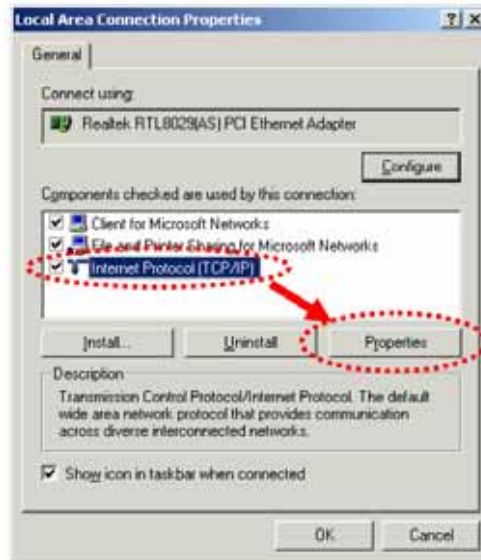 Local Area Connection Properties
General
Connect using:
Realtek RTL8029(AS) PCI Ethernet Adapter
Configure
Components checked are used by this connection:
Client for Microsoft Networks
File and Printer Sharing for Microsoft Networks
Internet Protocol (TCP/IP)
Install...
Uninstall
Properties
Description
Transmission Control Protocol/Internet Protocol. The default
wide area network protocol that provides communication
across diverse interconnected networks.
Show icon in taskbar when connected
OK
Cancel